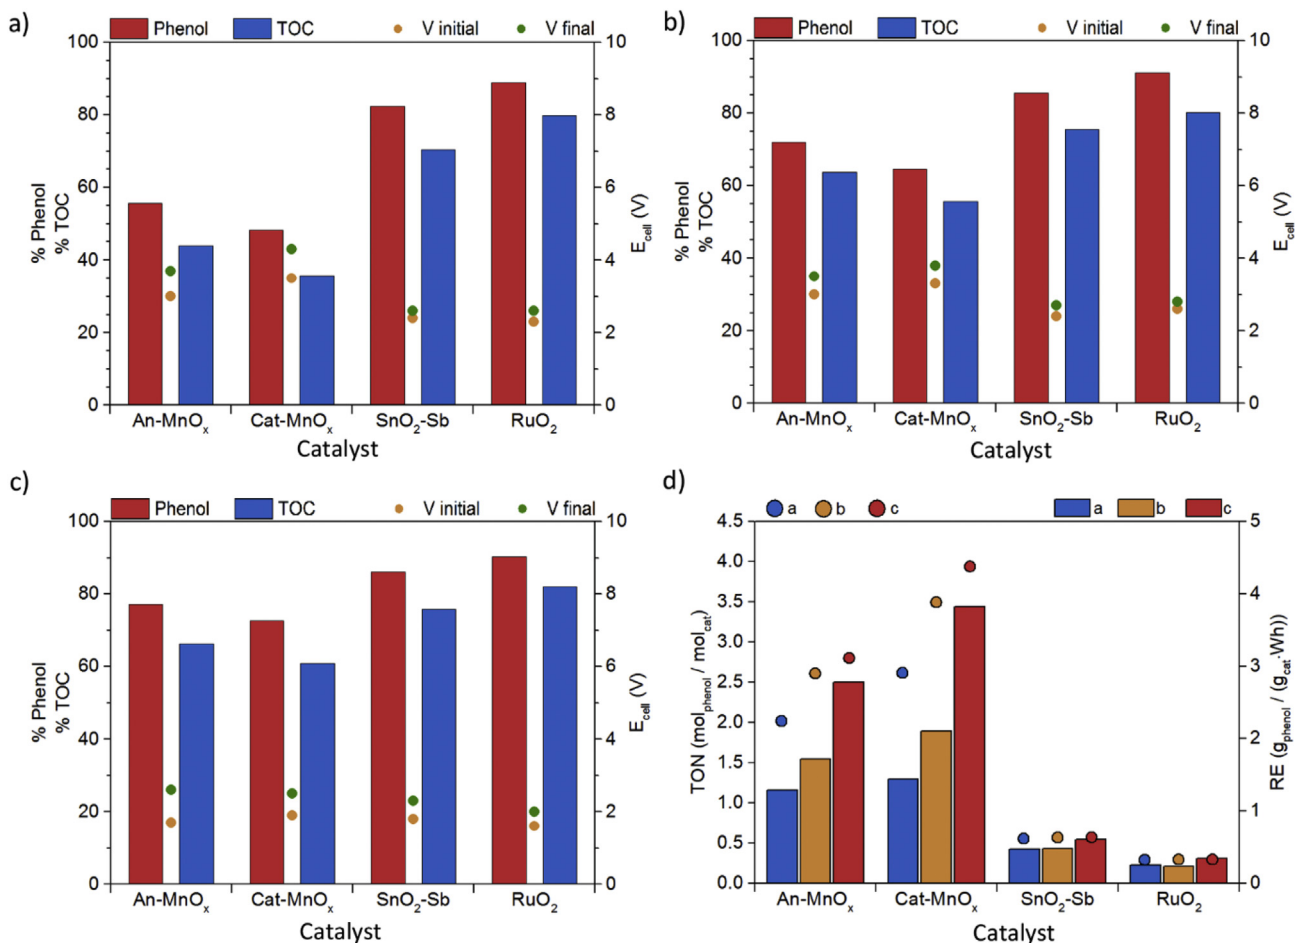 a)
Phenol TOC V initial V final
100 10
80 8
60 6
40 4
20 2
0 0
% Phenol
% TOC
E_cell (V)
An-MnO_x Cat-MnO_x SnO_2-Sb RuO_2
Catalyst
b)
Phenol TOC V initial V final
100 10
80 8
60 6
40 4
20 2
0 0
% Phenol
% TOC
E_cell (V)
An-MnO_x Cat-MnO_x SnO_2-Sb RuO_2
Catalyst
c)
Phenol TOC V initial V final
100 10
80 8
60 6
40 4
20 2
0 0
% Phenol
% TOC
E_cell (V)
An-MnO_x Cat-MnO_x SnO_2-Sb RuO_2
Catalyst
d)
a b c a b c
4.5 5
4.0
3.5 4
3.0
2.5 3
2.0
1.5 2
1.0 1
0.5
0.0 0
TON (mol_phenol / mol_cat)
RE (g_phenol / (g_cat·Wh))
An-MnO_x Cat-MnO_x SnO_2-Sb RuO_2
Catalyst